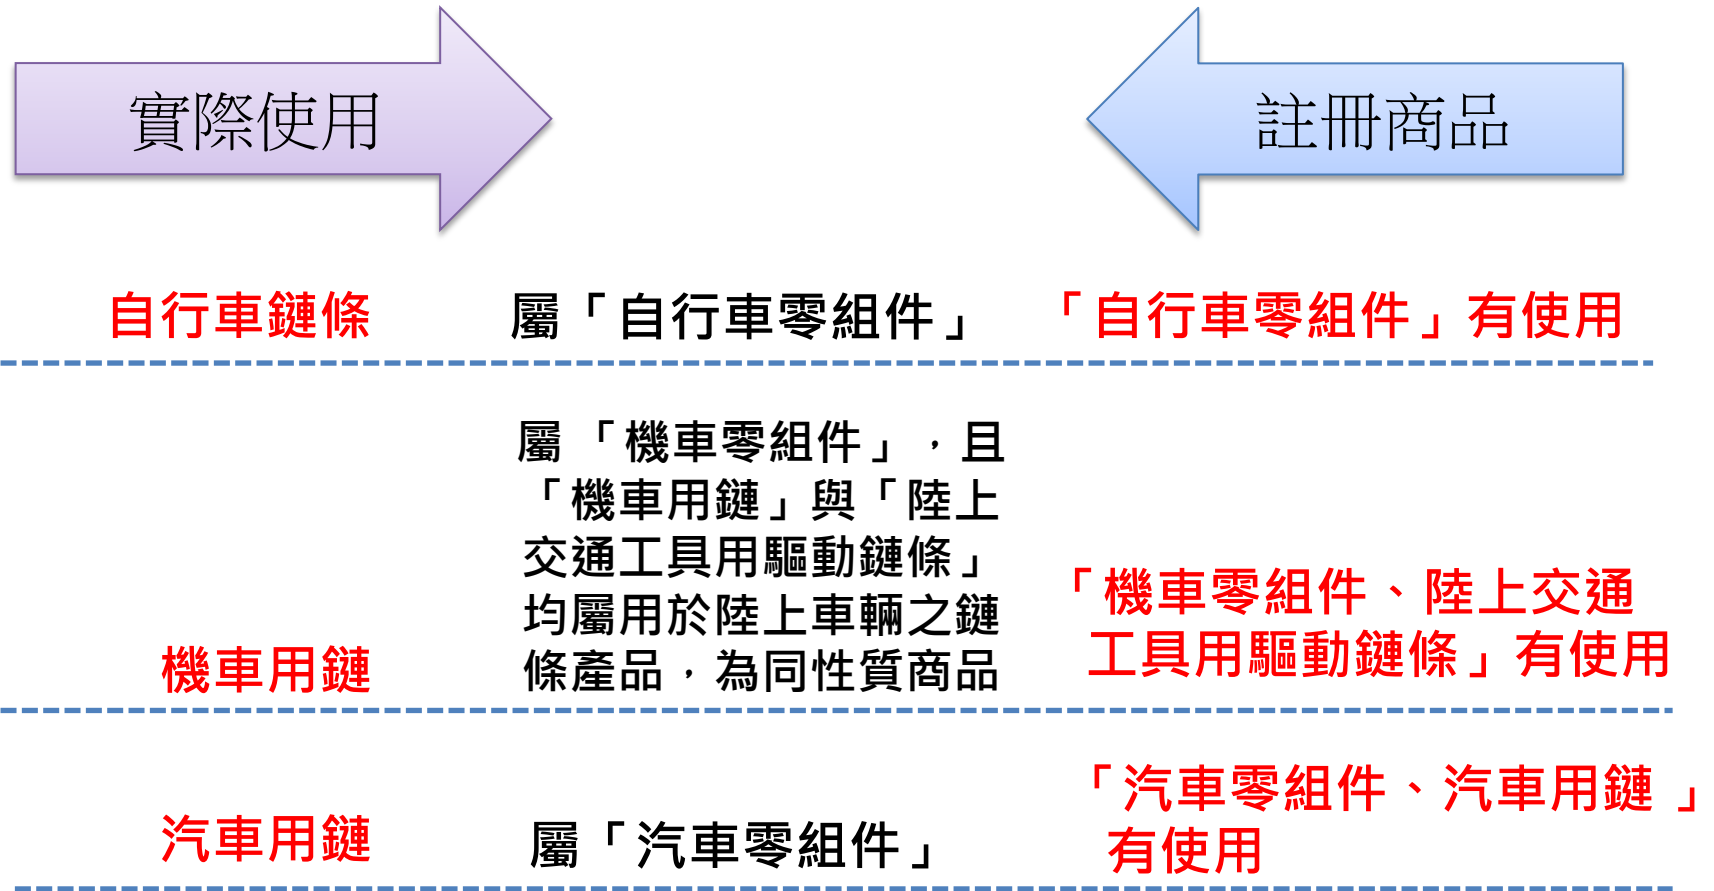 實際使用
註冊商品
自行車鏈條
屬「自行車零組件」
「自行車零組件」有使用
屬「機車零組件」，且
「機車用鏈」與「陸上
交通工具用驅動鏈條」
均屬用於陸上車輛之鏈
條產品，為同性質商品
機車用鏈
「機車零組件、陸上交通
工具用驅動鏈條」有使用
汽車用鏈
屬「汽車零組件」
「汽車零組件、汽車用鏈」
有使用